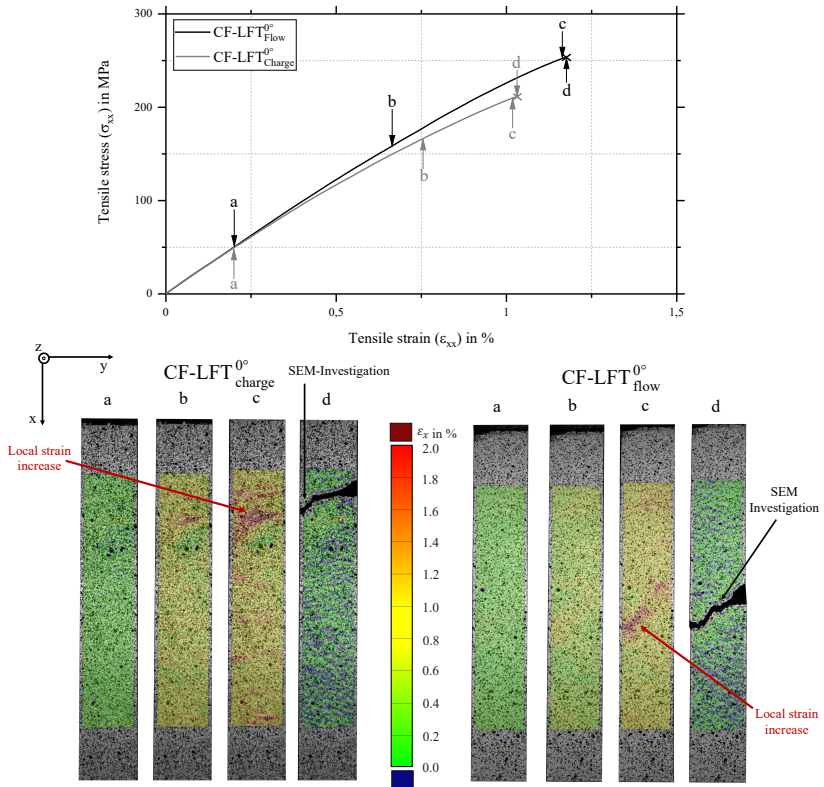 300
200
100
0
Tensile stress (σxx) in MPa
CF-LFT0°Flow
CF-LFT0°Charge
a
b
c
d
a
b
c
d
0
0,5
1
1,5
Tensile strain (εxx) in %
z
y
x
CF-LFT0°charge
SEM-Investigation
a b c d
Local strain
increase
εx in %
2.0
1.8
1.6
1.4
1.2
1.0
0.8
0.6
0.4
0.2
0.0
CF-LFT0°flow
a b c d
SEM
Investigation
Local strain
increase